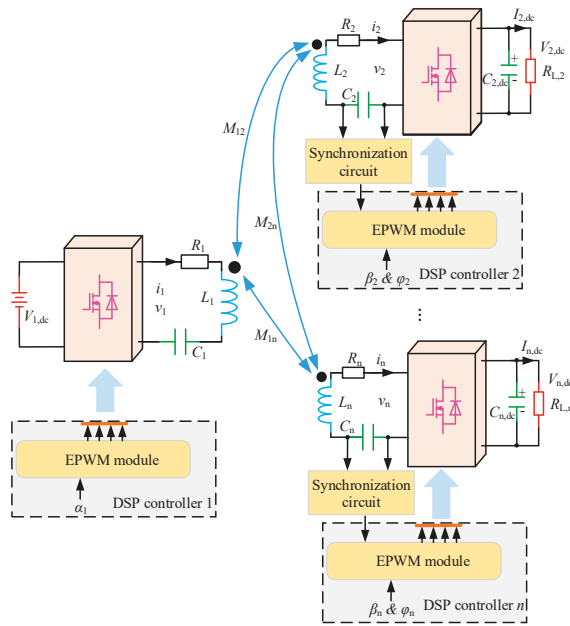 R2
i2
I2,dc
L2
v2
C2
C2,dc
+
-
V2,dc
RL,2
M12
Synchronization
circuit
M2n
EPWM module
β2 & φ2
DSP controller 2
R1
i1
v1
L1
V1,dc
C1
M1n
...
EPWM module
α1
DSP controller 1
Rn
in
In,dc
Ln
vn
Cn
Cn,dc
+
-
Vn,dc
RL,n
Synchronization
circuit
EPWM module
βn & φn
DSP controller n